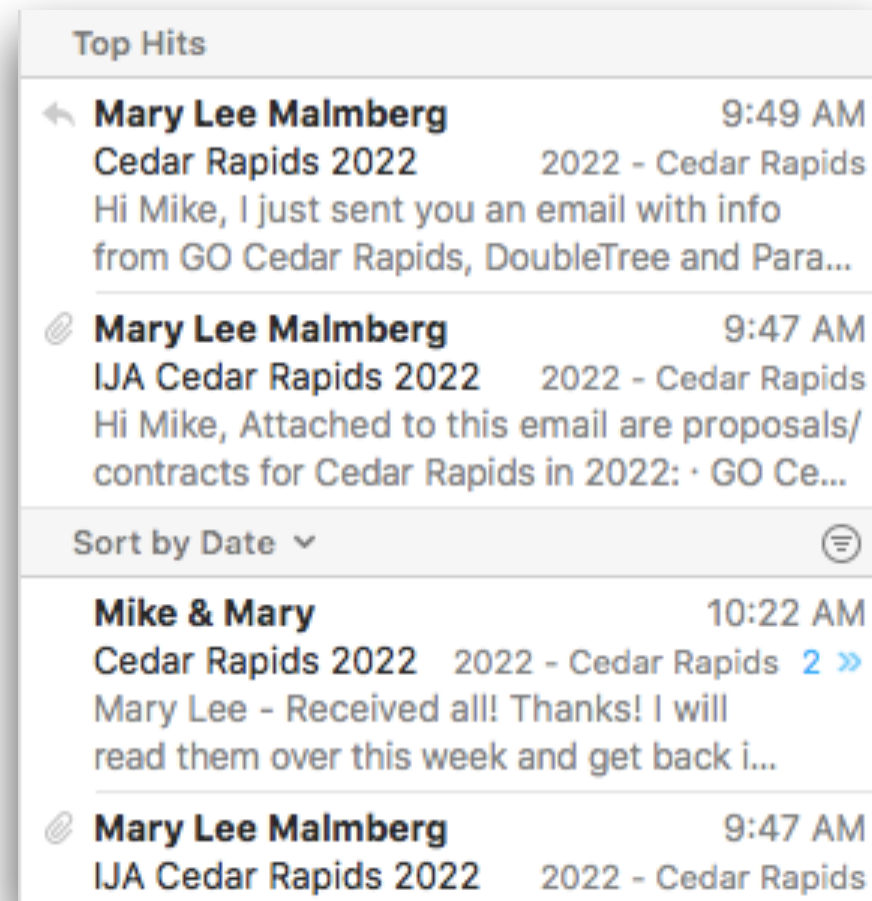 Top Hits
Mary Lee Malmberg 9:49 AM
Cedar Rapids 2022 2022 - Cedar Rapids
Hi Mike, I just sent you an email with info
from GO Cedar Rapids, DoubleTree and Para...
Mary Lee Malmberg 9:47 AM
IJA Cedar Rapids 2022 2022 - Cedar Rapids
Hi Mike, Attached to this email are proposals/
contracts for Cedar Rapids in 2022: · GO Ce...
Sort by Date
Mike & Mary 10:22 AM
Cedar Rapids 2022 2022 - Cedar Rapids 2 »
Mary Lee - Received all! Thanks! I will
read them over this week and get back i...
Mary Lee Malmberg 9:47 AM
IJA Cedar Rapids 2022 2022 - Cedar Rapids